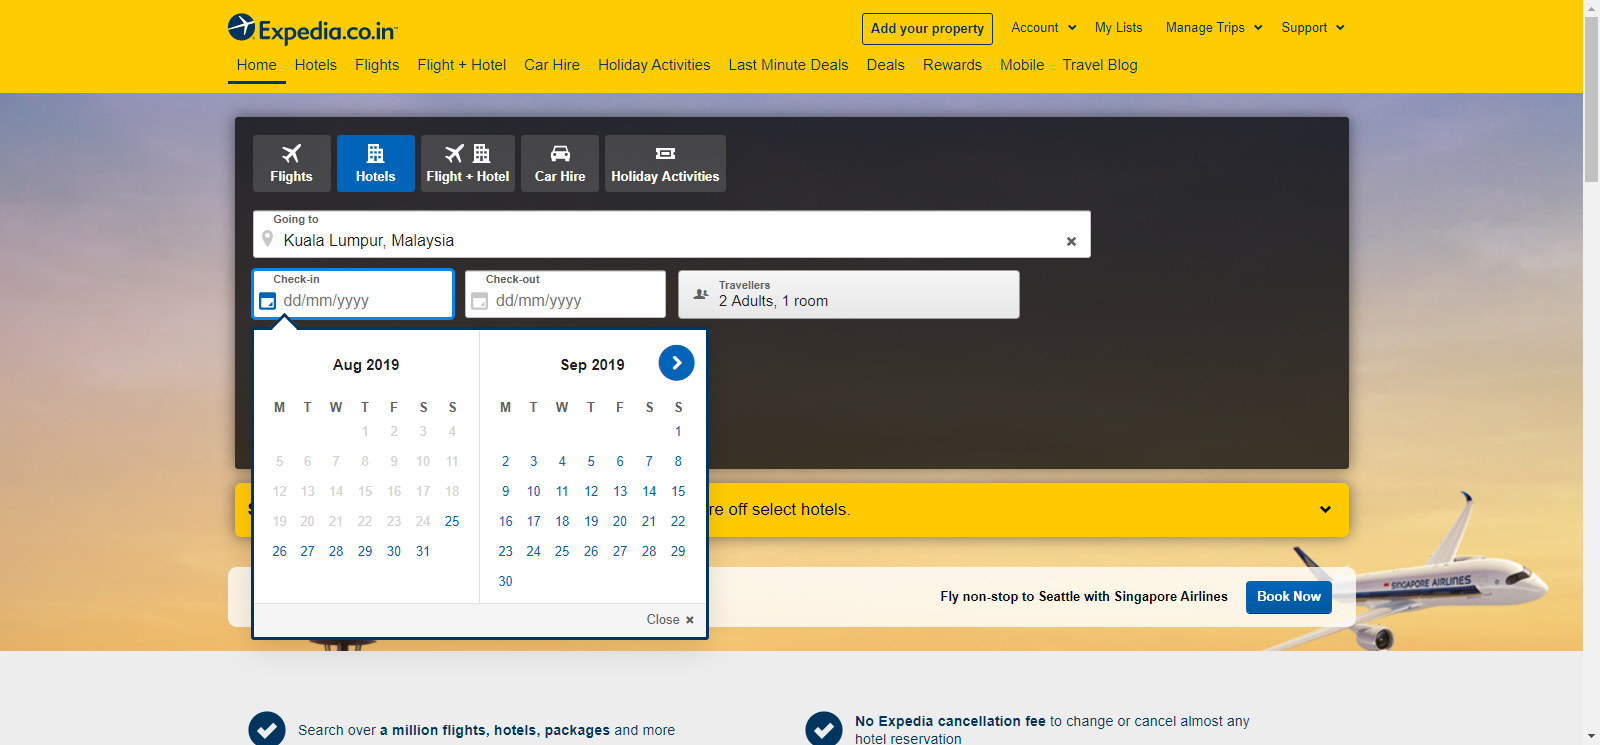 Expedia.co.in
Add your property
Account
My Lists
Manage Trips
Support
Home
Hotels
Flights
Flight + Hotel
Car Hire
Holiday Activities
Last Minute Deals
Deals
Rewards
Mobile
Travel Blog
Flights
Hotels
Flight + Hotel
Car Hire
Holiday Activities
Going to
Kuala Lumpur, Malaysia
Check-in
dd/mm/yyyy
Check-out
dd/mm/yyyy
Travellers
2 Adults, 1 room
Aug 2019
M T W T F S S
1 2 3 4
5 6 7 8 9 10 11
12 13 14 15 16 17 18
19 20 21 22 23 24 25
26 27 28 29 30 31
Sep 2019
M T W T F S S
1
2 3 4 5 6 7 8
9 10 11 12 13 14 15
16 17 18 19 20 21 22
23 24 25 26 27 28 29
30
Close
re off select hotels.
Fly non-stop to Seattle with Singapore Airlines
Book Now
SINGAPORE AIRLINES
Search over a million flights, hotels, packages and more
No Expedia cancellation fee to change or cancel almost any
hotel reservation